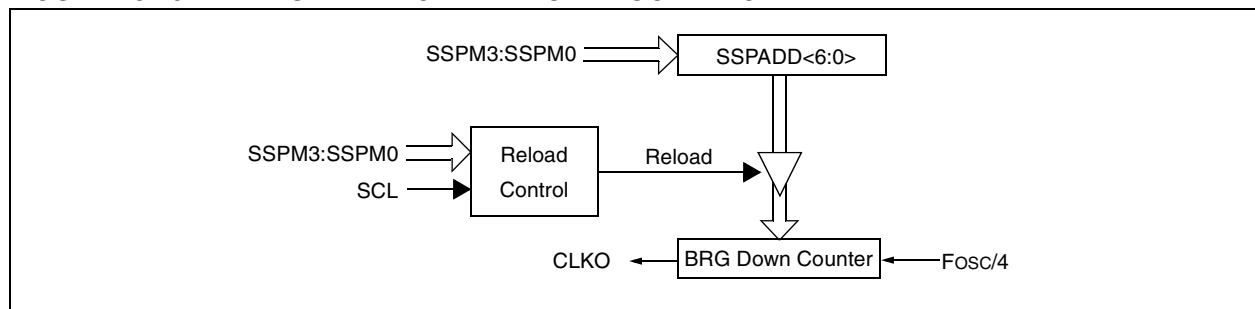 SSPM3:SSPM0
SSPADD<6:0>
SSPM3:SSPM0
SCL
Reload
Control
Reload
CLKO
BRG Down Counter
FOSC/4